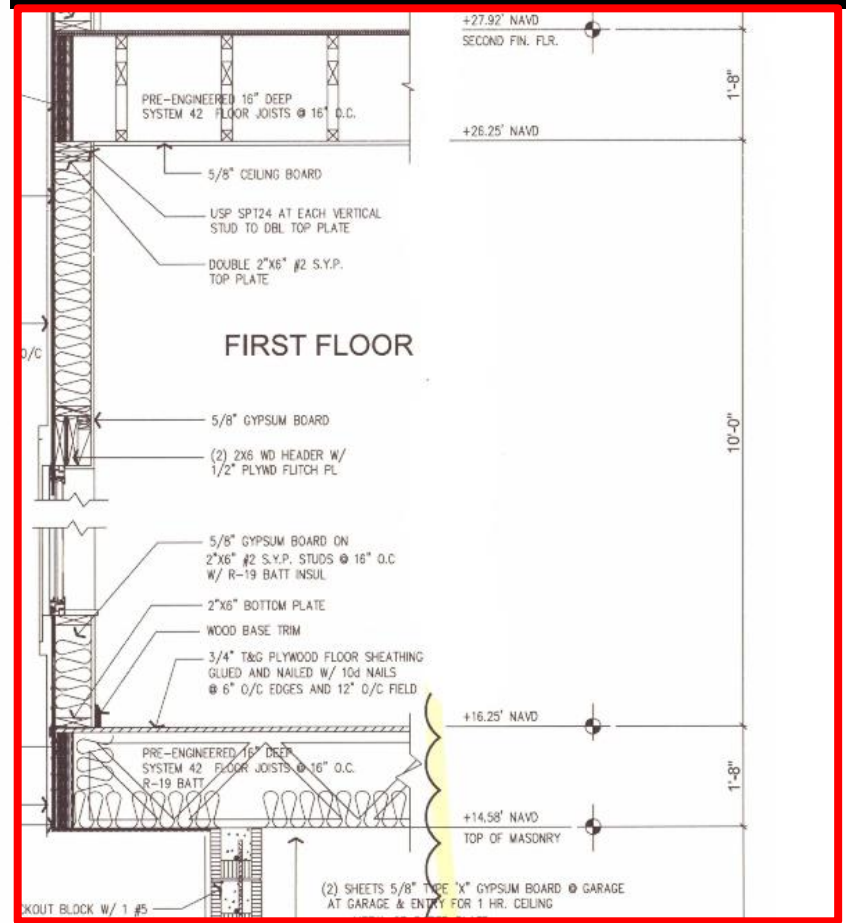 +27.92' NAVD
SECOND FIN. FLR.
1'-8"
PRE-ENGINEERED 16" DEEP
SYSTEM 42 FLOOR JOISTS @ 16" O.C.
+26.25' NAVD
5/8" CEILING BOARD
USP SPT24 AT EACH VERTICAL
STUD TO DBL TOP PLATE
DOUBLE 2"X6" #2 S.Y.P.
TOP PLATE
FIRST FLOOR
O/C
5/8" GYPSUM BOARD
10'-0"
(2) 2X6 WD HEADER W/
1/2" PLYWD FLITCH PL
5/8" GYPSUM BOARD ON
2"X6" #2 S.Y.P. STUDS @ 16" O.C
W/ R-19 BATT INSUL
2"X6" BOTTOM PLATE
WOOD BASE TRIM
3/4" T&G PLYWOOD FLOOR SHEATHING
GLUED AND NAILED W/ 10d NAILS
@ 6" O/C EDGES AND 12" O/C FIELD
+16.25' NAVD
PRE-ENGINEERED 16" DEEP
SYSTEM 42 FLOOR JOISTS @ 16" O.C.
R-19 BATT
1'-8"
+14.58' NAVD
TOP OF MASONRY
(2) SHEETS 5/8" TYPE "X" GYPSUM BOARD @ GARAGE
AT GARAGE & ENTRY FOR 1 HR. CEILING
CKOUT BLOCK W/ 1 #5